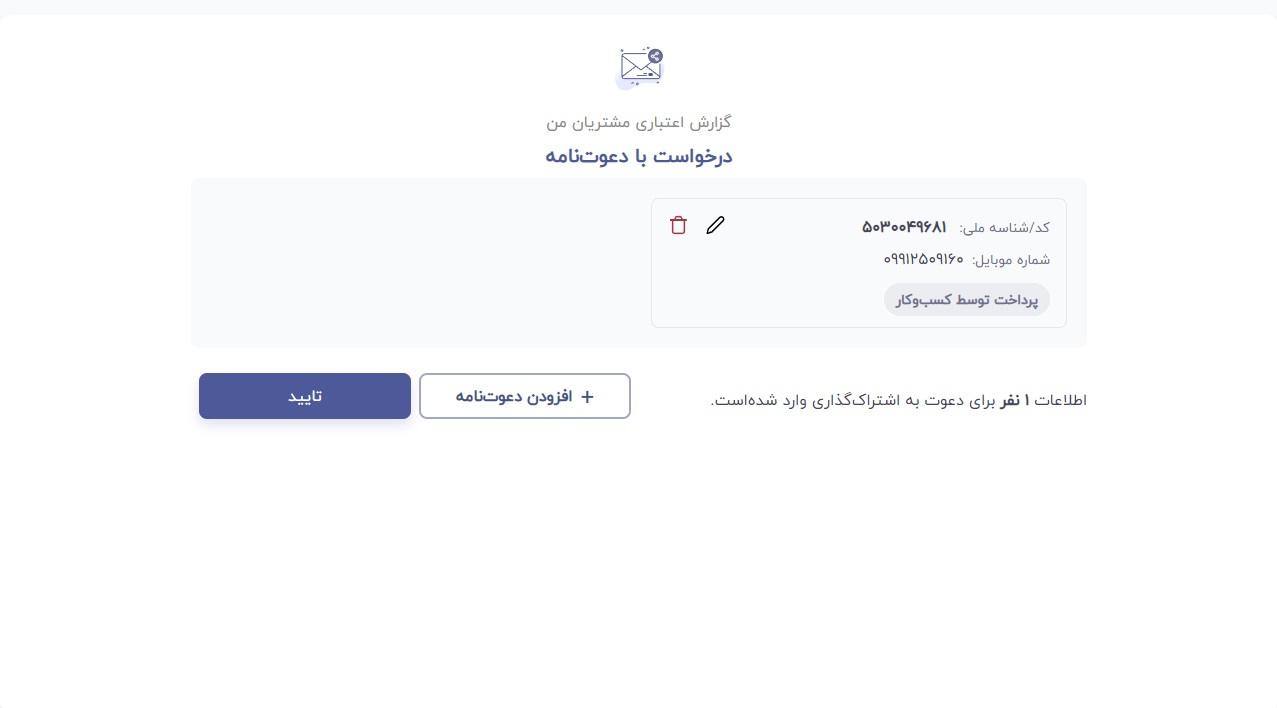 گزارش اعتباری مشتریان من
درخواست با دعوت‌نامه
کد/شناسه ملی: ۵۰۳۰۰۴۹۶۸۱
شماره موبایل: ۰۹۹۱۲۵۰۹۱۶۰
پرداخت توسط کسب‌وکار
اطلاعات ۱ نفر برای دعوت به اشتراک‌گذاری وارد شده‌است.
+ افزودن دعوت‌نامه
تایید